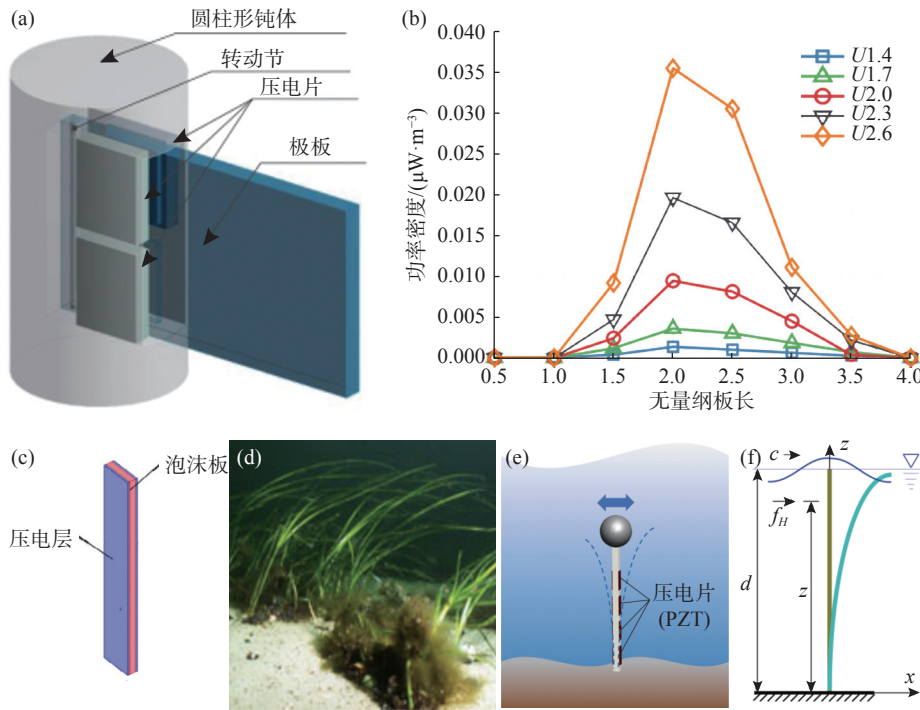 (a)
圆柱形钝体
转动节
压电片
极板
(b)
功率密度/(μW·m⁻³)
0.040
0.035
0.030
0.025
0.020
0.015
0.010
0.005
0.000
0.5 1.0 1.5 2.0 2.5 3.0 3.5 4.0
无量纲板长
U1.4
U1.7
U2.0
U2.3
U2.6
(c)
泡沫板
压电层
(d)
(e)
压电片
(PZT)
(f)
c
z
f_H
d
z
x